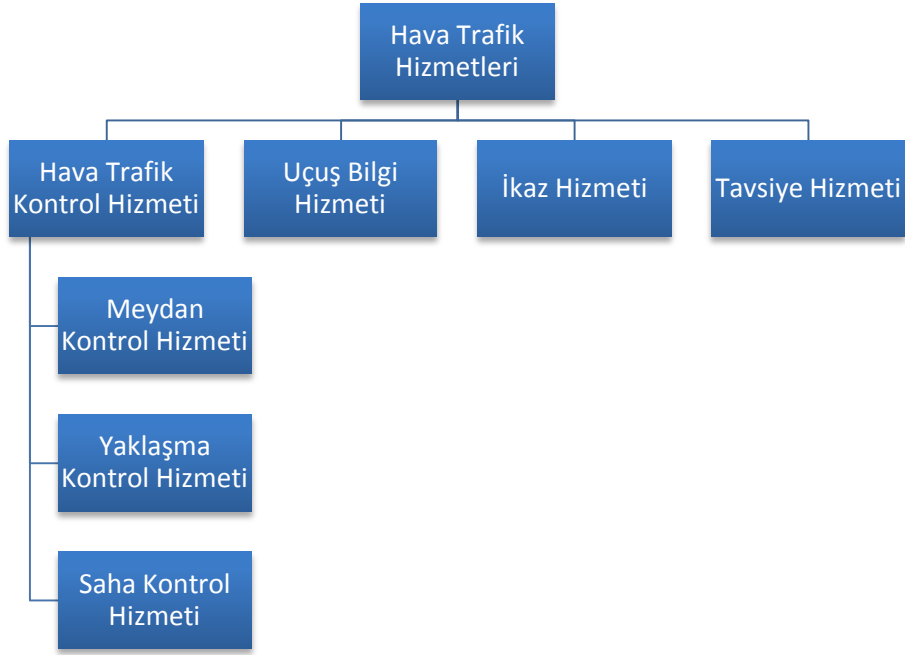 Hava Trafik
Hizmetleri
Hava Trafik
Kontrol Hizmeti
Uçuş Bilgi
Hizmeti
İkaz Hizmeti
Tavsiye Hizmeti
Meydan
Kontrol Hizmeti
Yaklaşma
Kontrol Hizmeti
Saha Kontrol
Hizmeti